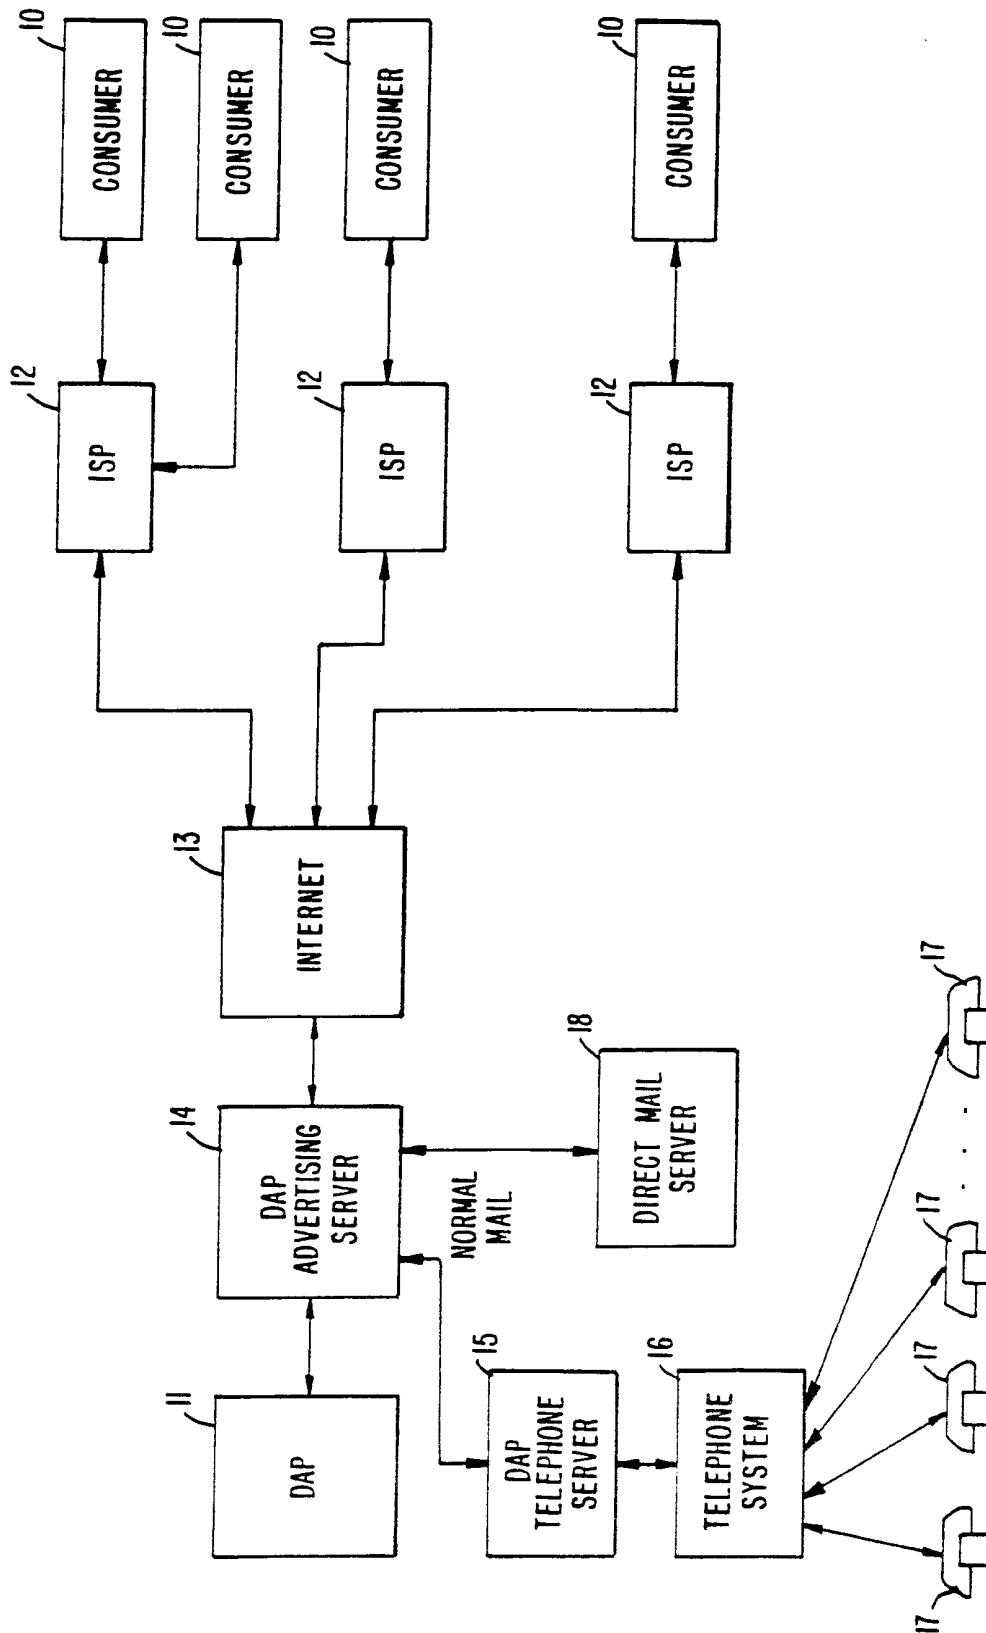 11
DAP
14
DAP
ADVERTISING
SERVER
13
INTERNET
12
ISP
10
CONSUMER
10
CONSUMER
12
ISP
10
CONSUMER
12
ISP
10
CONSUMER
NORMAL
MAIL
18
DIRECT MAIL
SERVER
15
DAP
TELEPHONE
SERVER
16
TELEPHONE
SYSTEM
17
17
17
17